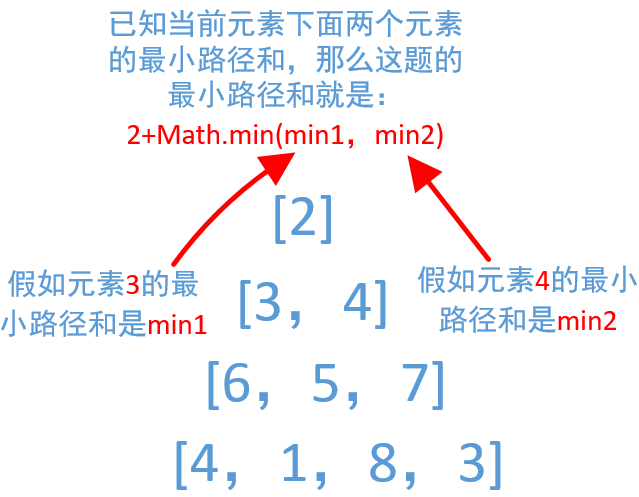 已知当前元素下面两个元素
的最小路径和，那么这题的
最小路径和就是：
2+Math.min(min1，min2)
[2]
假如元素3的最
小路径和是min1
[3，4]
假如元素4的最小
路径和是min2
[6，5，7]
[4，1，8，3]